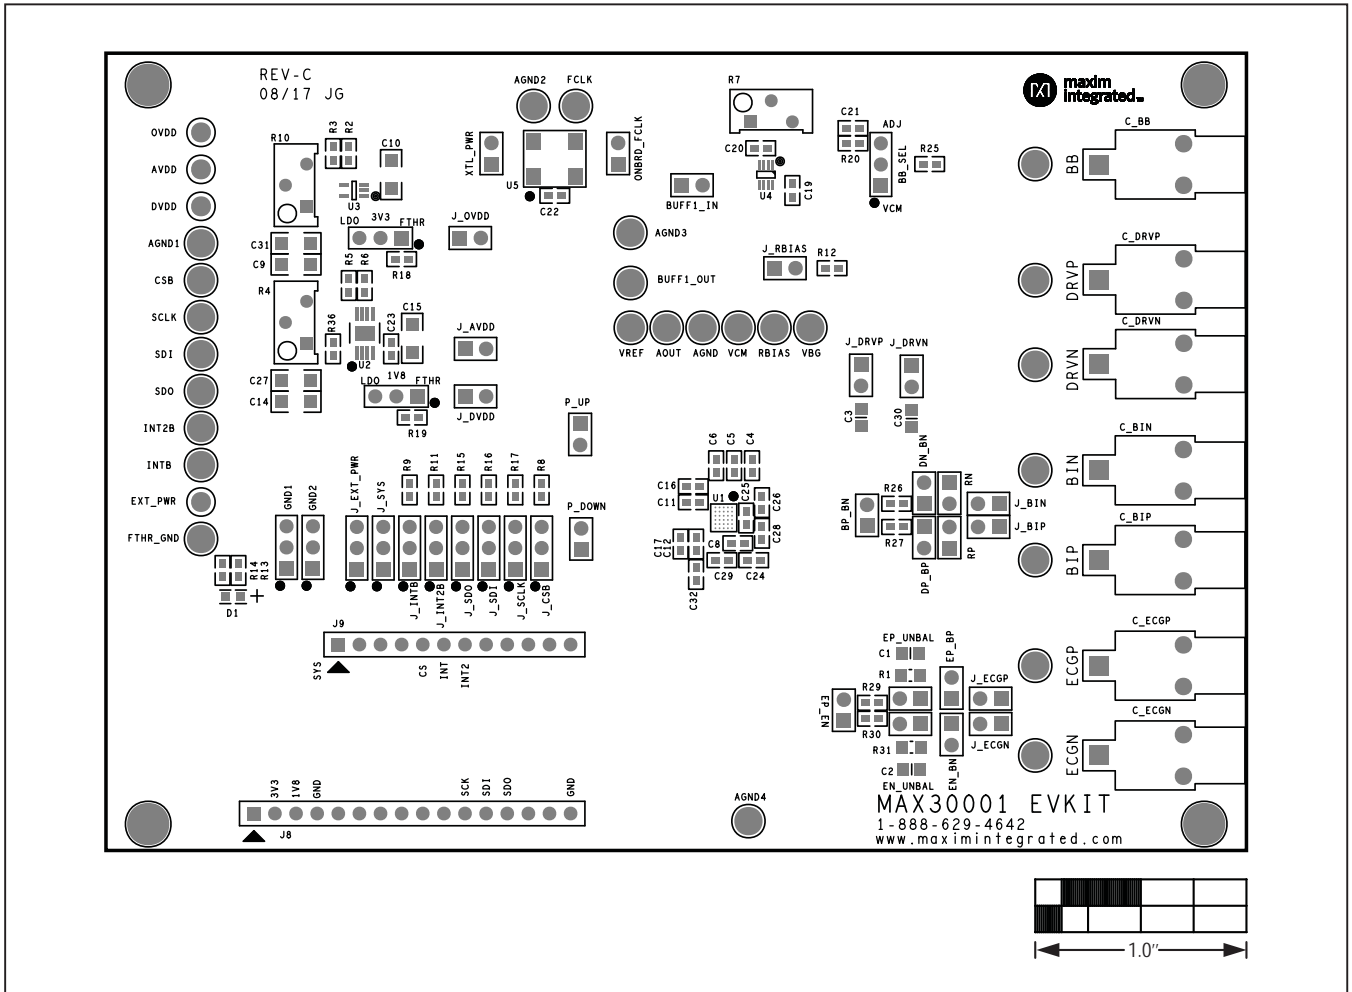 REV-C
08/17 JG
maxim
integrated™
AGND2
FCLK
R7
OVDD
AVDD
DVDD
AGND1
CSB
SCLK
SDI
SDO
INT2B
INTB
EXT_PWR
FTHR_GND
R10
R3
R2
C10
U3
LDO
3V3
FTHR
J_OVDD
C31
C9
R18
R5
R6
R4
R36
C23
C15
U2
J_AVDD
LDO
1V8
FTHR
J_DVDD
C27
C14
R19
XTL_PWR
U5
C22
ONBRD_FCLK
BUFF1_IN
C20
U4
C19
C21
R20
ADJ
BB_SEL
VCM
R25
AGND3
BUFF1_OUT
J_RBIAS
R12
VREF
AOUT
AGND
VCM
RBIAS
VBG
J_DRVP
J_DRVN
C3
C30
P_UP
P_DOWN
GND1
GND2
J_EXT_PWR
J_SYS
R9
R11
R15
R16
R17
R8
J_INTB
J_INT2B
J_SDO
J_SDI
J_SCLK
J_CSB
R14
R13
D1
+
C6
C5
C4
C16
C11
U1
C25
C26
C28
C17
C12
C8
C29
C24
C32
DN_BN
RN
BP_BN
R26
R27
J_BIN
J_BIP
DP_BP
RP
J9
SYS
CS
INT
INT2
EP_UNBAL
C1
R1
EP_BP
EP_EN
R29
R30
J_ECGP
J_ECGN
R31
C2
EN_UNBAL
EN_BN
3V3
1V8
GND
SCK
SDI
SDO
GND
J8
AGND4
C_BB
BB
C_DRVP
DRVP
C_DRVN
DRVN
C_BIN
BIN
C_BIP
BIP
C_ECGP
ECGP
C_ECGN
ECGN
MAX30001 EVKIT
1-888-629-4642
www.maximintegrated.com
1.0″